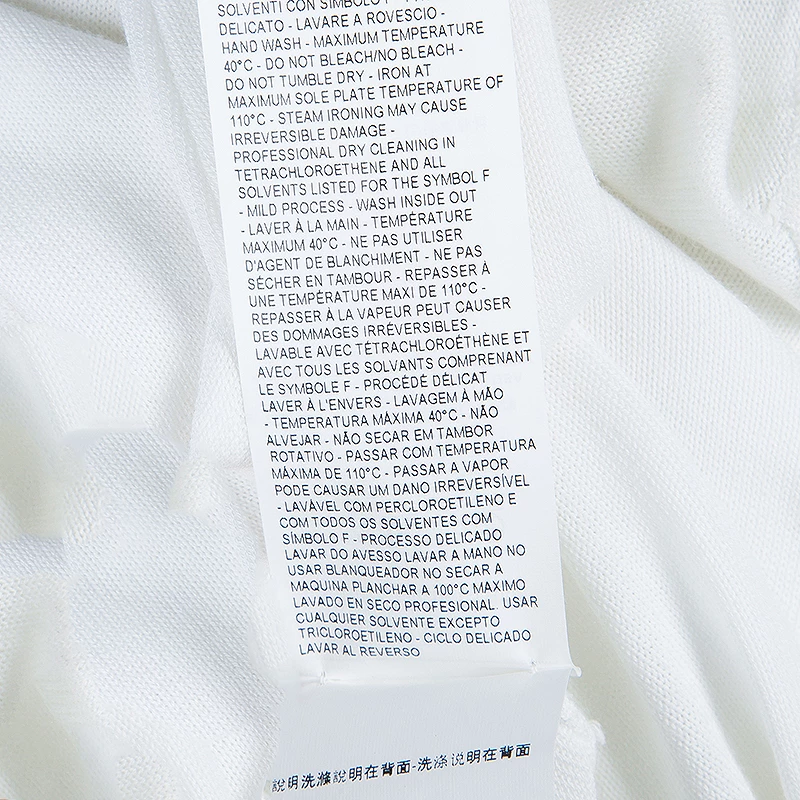 SOLVENTI CON SIMBOLO F
DELICATO - LAVARE A ROVESCIO -
HAND WASH - MAXIMUM TEMPERATURE
40°C - DO NOT BLEACH/NO BLEACH -
DO NOT TUMBLE DRY - IRON AT
MAXIMUM SOLE PLATE TEMPERATURE OF
110°C - STEAM IRONING MAY CAUSE
IRREVERSIBLE DAMAGE -
PROFESSIONAL DRY CLEANING IN
TETRACHLOROETHENE AND ALL
SOLVENTS LISTED FOR THE SYMBOL F
- MILD PROCESS - WASH INSIDE OUT
- LAVER À LA MAIN - TEMPÉRATURE
MAXIMUM 40°C - NE PAS UTILISER
D'AGENT DE BLANCHIMENT - NE PAS
SÉCHER EN TAMBOUR - REPASSER À
UNE TEMPÉRATURE MAXI DE 110°C -
REPASSER À LA VAPEUR PEUT CAUSER
DES DOMMAGES IRRÉVERSIBLES -
LAVABLE AVEC TÉTRACHLOROÉTHÈNE ET
AVEC TOUS LES SOLVANTS COMPRENANT
LE SYMBOLE F - PROCÉDÉ DÉLICAT
LAVER À L'ENVERS - LAVAGEM À MÃO
- TEMPERATURA MÁXIMA 40°C - NÃO
ALVEJAR - NÃO SECAR EM TAMBOR
ROTATIVO - PASSAR COM TEMPERATURA
MÁXIMA DE 110°C - PASSAR A VAPOR
PODE CAUSAR UM DANO IRREVERSÍVEL
- LAVÁVEL COM PERCLOROETILENO E
COM TODOS OS SOLVENTES COM
SÍMBOLO F - PROCESSO DELICADO
LAVAR DO AVESSO LAVAR A MANO NO
USAR BLANQUEADOR NO SECAR A
MAQUINA PLANCHAR A 100°C MAXIMO
LAVADO EN SECO PROFESIONAL. USAR
CUALQUIER SOLVENTE EXCEPTO
TRICLOROETILENO - CICLO DELICADO
LAVAR AL REVERSO
說明洗滌說明在背面-洗涤说明在背面